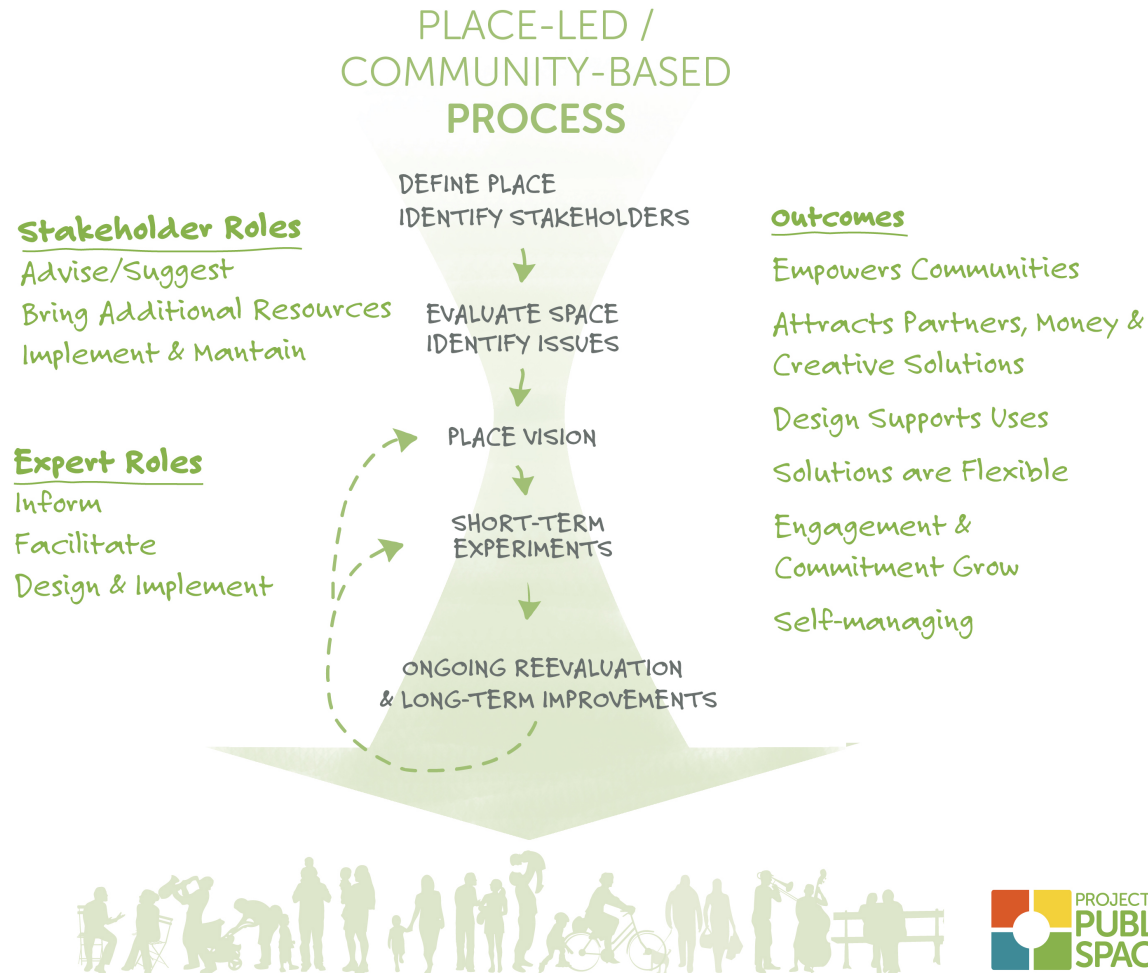 PLACE-LED /
COMMUNITY-BASED
PROCESS
DEFINE PLACE
IDENTIFY STAKEHOLDERS
EVALUATE SPACE
IDENTIFY ISSUES
PLACE VISION
SHORT-TERM
EXPERIMENTS
ONGOING REEVALUATION
& LONG-TERM IMPROVEMENTS
Stakeholder Roles
Advise/Suggest
Bring Additional Resources
Implement & Mantain
Expert Roles
Inform
Facilitate
Design & Implement
Outcomes
Empowers Communities
Attracts Partners, Money &
Creative Solutions
Design Supports Uses
Solutions are Flexible
Engagement &
Commitment Grow
Self-managing
PROJECT
PUBL
SPAC